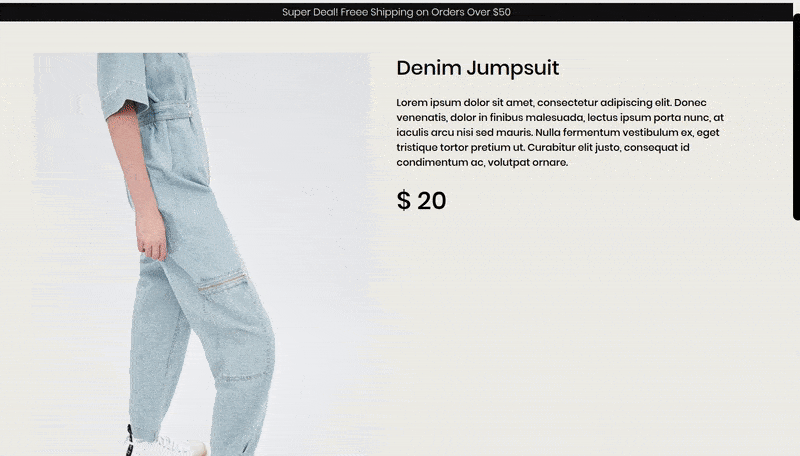 Super Deal! Freee Shipping on Orders Over $50
Denim Jumpsuit
Lorem ipsum dolor sit amet, consectetur adipiscing elit. Donec
venenatis, dolor in finibus malesuada, lectus ipsum porta nunc, at
iaculis arcu nisi sed mauris. Nulla fermentum vestibulum ex, eget
tristique tortor pretium ut. Curabitur elit justo, consequat id
condimentum ac, volutpat ornare.
$ 20